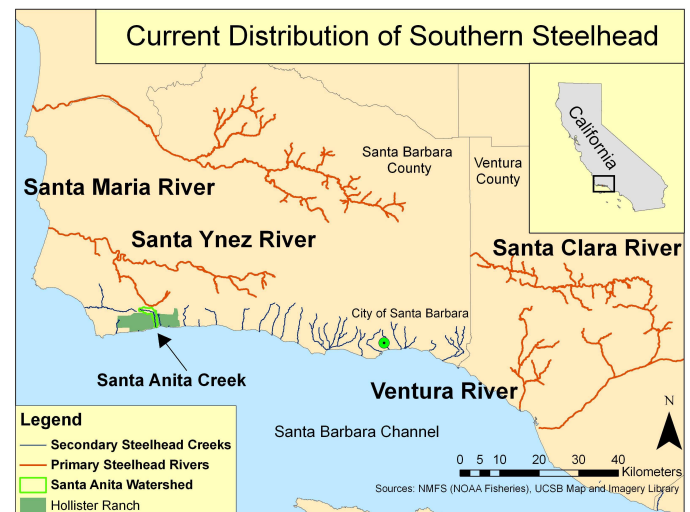 Current Distribution of Southern Steelhead
California
Santa Barbara
County
Ventura
County
Santa Maria River
Santa Ynez River
Santa Clara River
City of Santa Barbara
Santa Anita Creek
Ventura River
Santa Barbara Channel
N
0 5 10 20 30 40
Kilometers
Sources: NMFS (NOAA Fisheries), UCSB Map and Imagery Library
Legend
Secondary Steelhead Creeks
Primary Steelhead Rivers
Santa Anita Watershed
Hollister Ranch